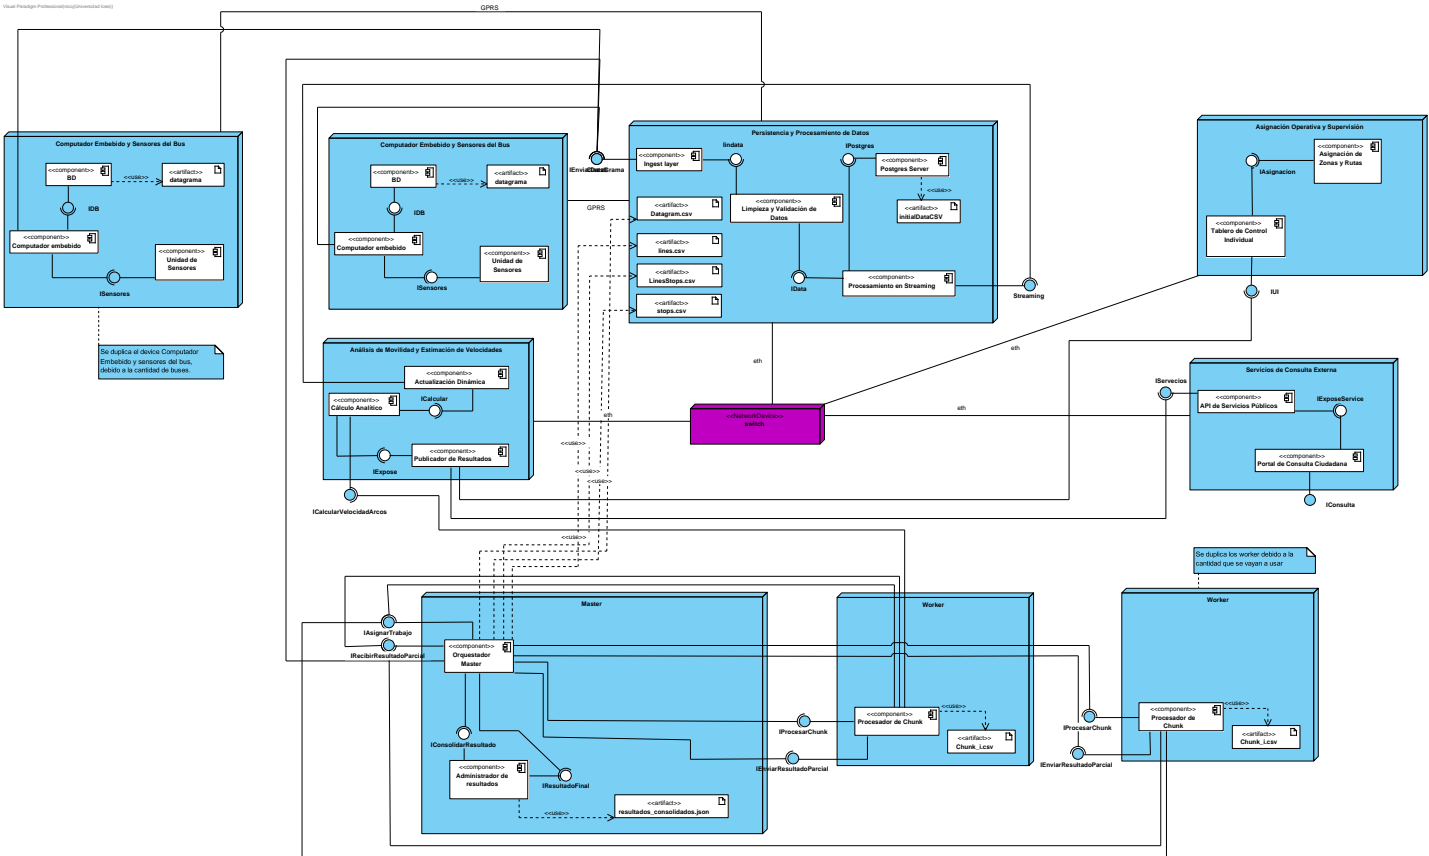 Visual Paradigm Professional(nico(Universidad Icesi))
GPRS
Computador Embebido y Sensores del Bus
<<component>>
BD
<<use>>
<<artifact>>
datagrama
IDB
<<component>>
Computador embebido
<<component>>
Unidad de
Sensores
ISensores
Se duplica el device Computador
Embebido y sensores del bus,
debido a la cantidad de buses.
Computador Embebido y Sensores del Bus
<<component>>
BD
<<use>>
<<artifact>>
datagrama
IDB
<<component>>
Computador embebido
<<component>>
Unidad de
Sensores
ISensores
GPRS
Persistencia y Procesamiento de Datos
<<component>>
Ingest layer
Iindata
IPostgres
<<component>>
Postgres Server
<<use>>
<<artifact>>
initialDataCSV
<<artifact>>
Datagram.csv
<<component>>
Limpieza y Validación de
Datos
<<artifact>>
lines.csv
<<artifact>>
LinesStops.csv
<<artifact>>
stops.csv
IData
<<component>>
Procesamiento en Streaming
Streaming
Asignación Operativa y Supervisión
<<component>>
Asignación de
Zonas y Rutas
IAsignacion
<<component>>
Tablero de Control
Individual
IUI
Análisis de Movilidad y Estimación de Velocidades
<<component>>
Actualización Dinámica
<<component>>
Cálculo Analítico
ICalcular
<<component>>
Publicador de Resultados
IExpose
ICalcularVelocidadArcos
eth
eth
eth
eth
<<NetworkDevice>>
switch
Servicios de Consulta Externa
IServecios
<<component>>
API de Servicios Públicos
IExposeService
<<component>>
Portal de Consulta Ciudadana
IConsulta
<<use>>
<<use>>
<<use>>
<<use>>
Se duplica los worker debido a la
cantidad que se vayan a usar
Master
IAsignarTrabajo
IRecibirResultadoParcial
<<component>>
Orquestador
Master
IConsolidarResultado
<<component>>
Administrador de
resultados
IResultadoFinal
<<use>>
<<artifact>>
resultados_consolidados.json
Worker
IProcesarChunk
<<component>>
Procesador de Chunk
<<use>>
<<artifact>>
Chunk_i.csv
IEnviarResultadoParcial
Worker
IProcesarChunk
<<component>>
Procesador de
Chunk
<<use>>
<<artifact>>
Chunk_i.csv
IEnviarResultadoParcial